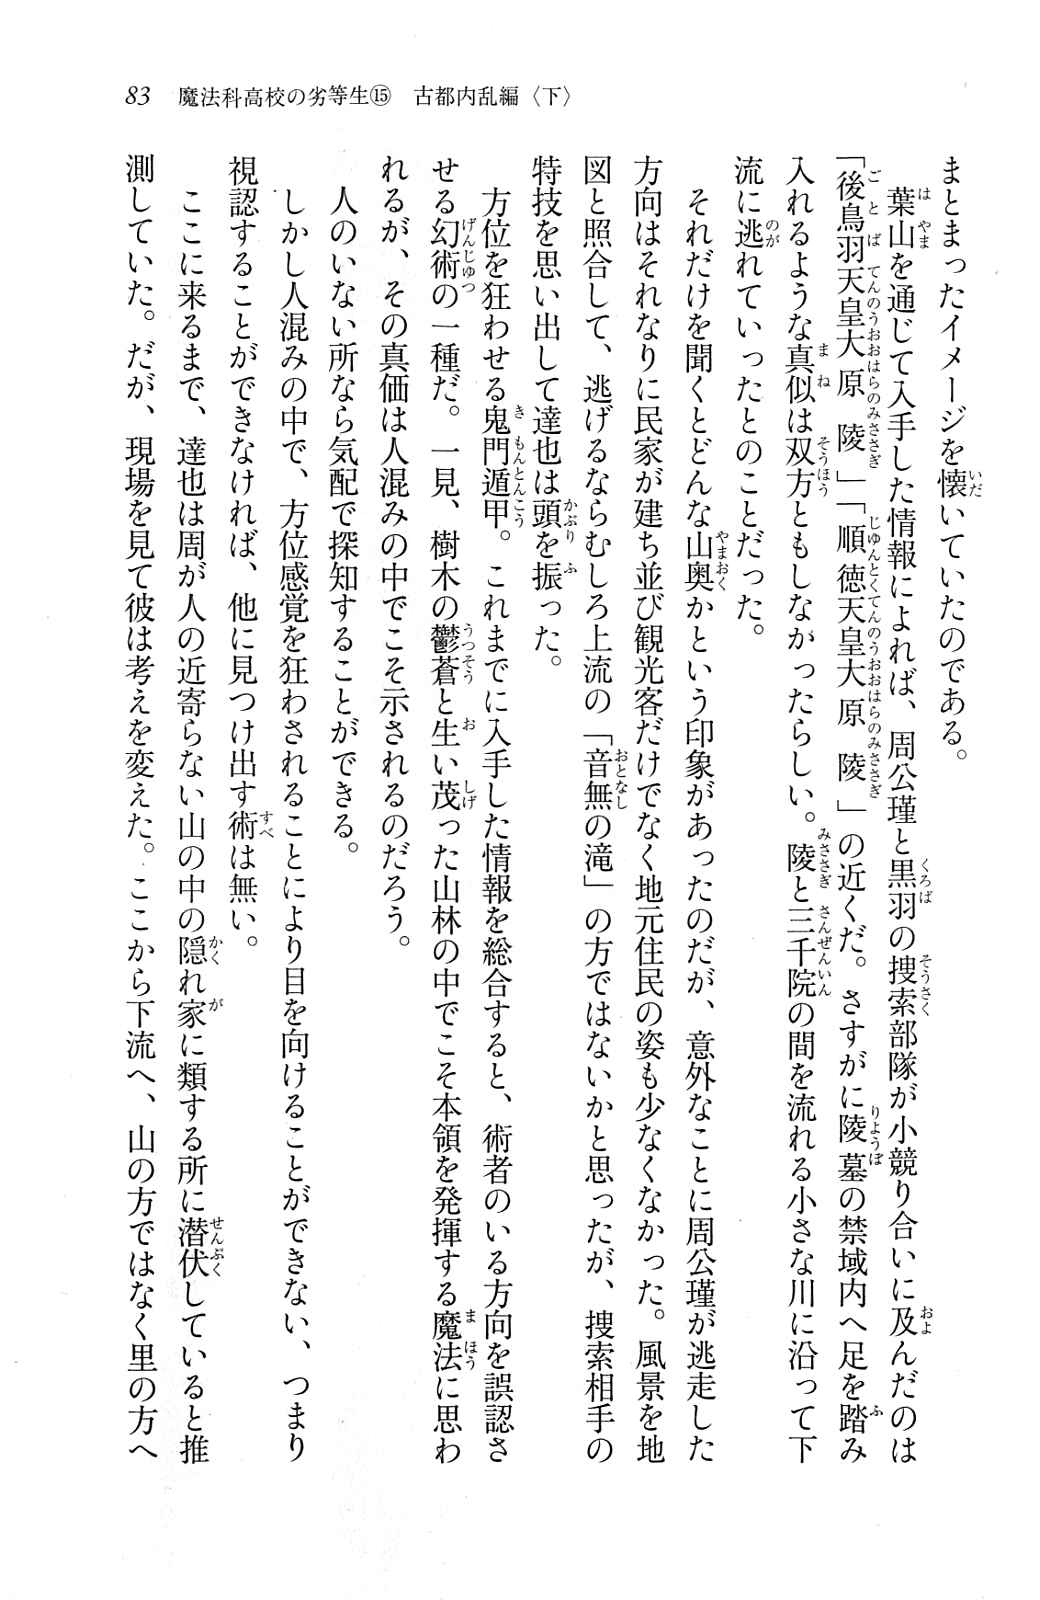 83　魔法科高校の劣等生⑮　古都内乱編〈下〉
まとまったイメージを懐いていたのである。
　葉山を通じて入手した情報によれば、周公瑾と黒羽の捜索部隊が小競り合いに及んだのは
「後鳥羽天皇大原陵」「順徳天皇大原陵」の近くだ。さすがに陵墓の禁域内へ足を踏み
入れるような真似は双方ともしなかったらしい。陵と三千院の間を流れる小さな川に沿って下
流に逃れていったとのことだった。
　それだけを聞くとどんな山奥かという印象があったのだが、意外なことに周公瑾が逃走した
方向はそれなりに民家が建ち並び観光客だけでなく地元住民の姿も少なくなかった。風景を地
図と照合して、逃げるならむしろ上流の「音無の滝」の方ではないかと思ったが、捜索相手の
特技を思い出して達也は頭を振った。
　方位を狂わせる鬼門遁甲。これまでに入手した情報を総合すると、術者のいる方向を誤認さ
せる幻術の一種だ。一見、樹木の鬱蒼と生い茂った山林の中でこそ本領を発揮する魔法に思わ
れるが、その真価は人混みの中でこそ示されるのだろう。
　人のいない所なら気配で探知することができる。
　しかし人混みの中で、方位感覚を狂わされることにより目を向けることができない、つまり
視認することができなければ、他に見つけ出す術は無い。
　ここに来るまで、達也は周が人の近寄らない山の中の隠れ家に類する所に潜伏していると推
測していた。だが、現場を見て彼は考えを変えた。ここから下流へ、山の方ではなく里の方へ